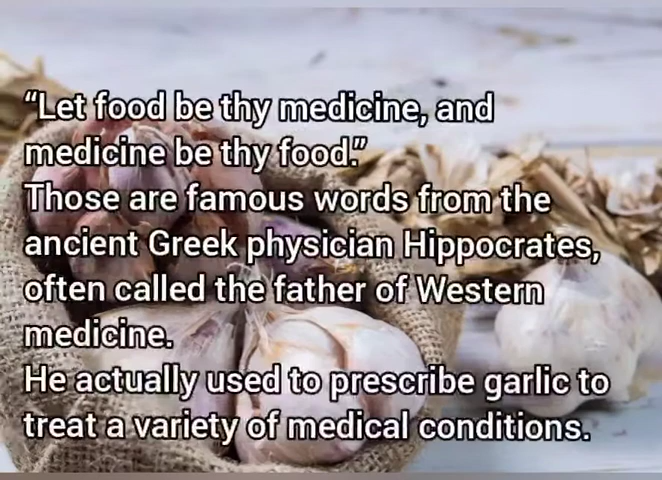 “Let food be thy medicine, and
medicine be thy food.”
Those are famous words from the
ancient Greek physician Hippocrates,
often called the father of Western
medicine.
He actually used to prescribe garlic to
treat a variety of medical conditions.